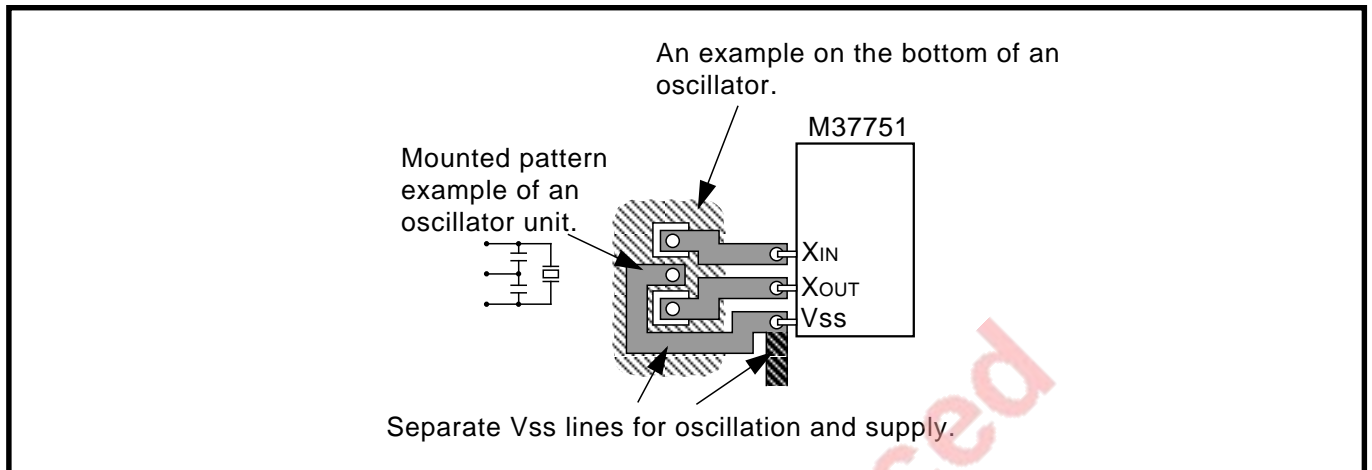 An example on the bottom of an
oscillator.
M37751
Mounted pattern
example of an
oscillator unit.
XIN
XOUT
Vss
Separate Vss lines for oscillation and supply.